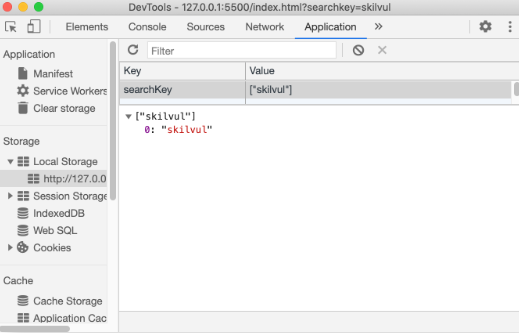 DevTools - 127.0.0.1:5500/index.html?searchkey=skilvul
Elements Console Sources Network Application »
Application
Manifest
Service Workers
Clear storage
Storage
Local Storage
http://127.0.0
Session Storage
IndexedDB
Web SQL
Cookies
Cache
Cache Storage
Application Cac
Filter
Key Value
searchKey ["skilvul"]
["skilvul"]
0: "skilvul"